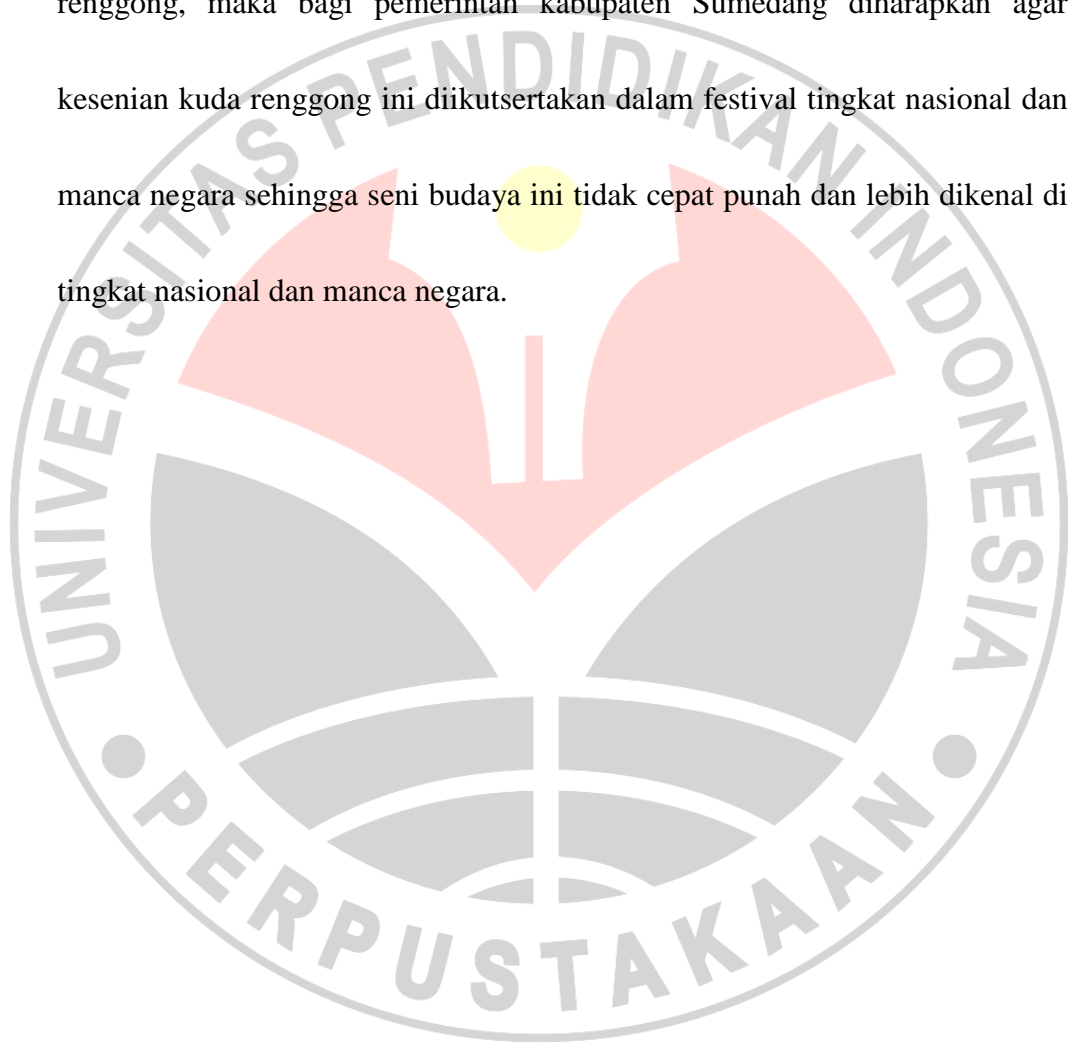 renggong, maka bagi pemerintah kabupaten Sumedang diharapkan agar
kesenian kuda renggong ini diikutsertakan dalam festival tingkat nasional dan
manca negara sehingga seni budaya ini tidak cepat punah dan lebih dikenal di
tingkat nasional dan manca negara.
UNIVERSITAS PENDIDIKAN INDONESIA
PERPUSTAKAAN